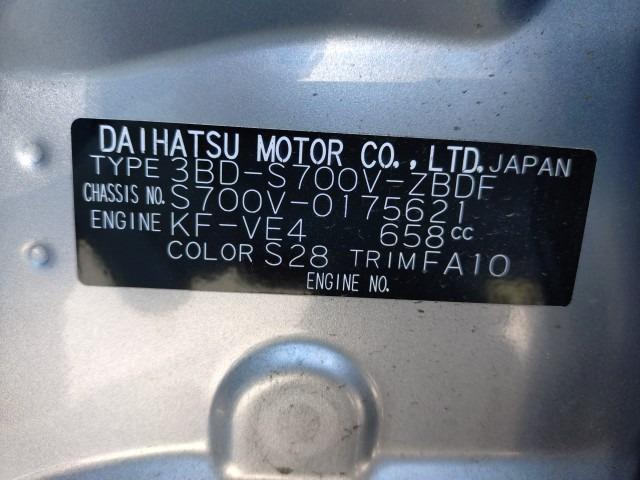 DAIHATSU MOTOR CO., LTD. JAPAN
TYPE 3BD-S700V-ZBDF
CHASSIS NO. S700V-0175621
ENGINE KF-VE4 658cc
COLOR S28 TRIM FA10
ENGINE NO.